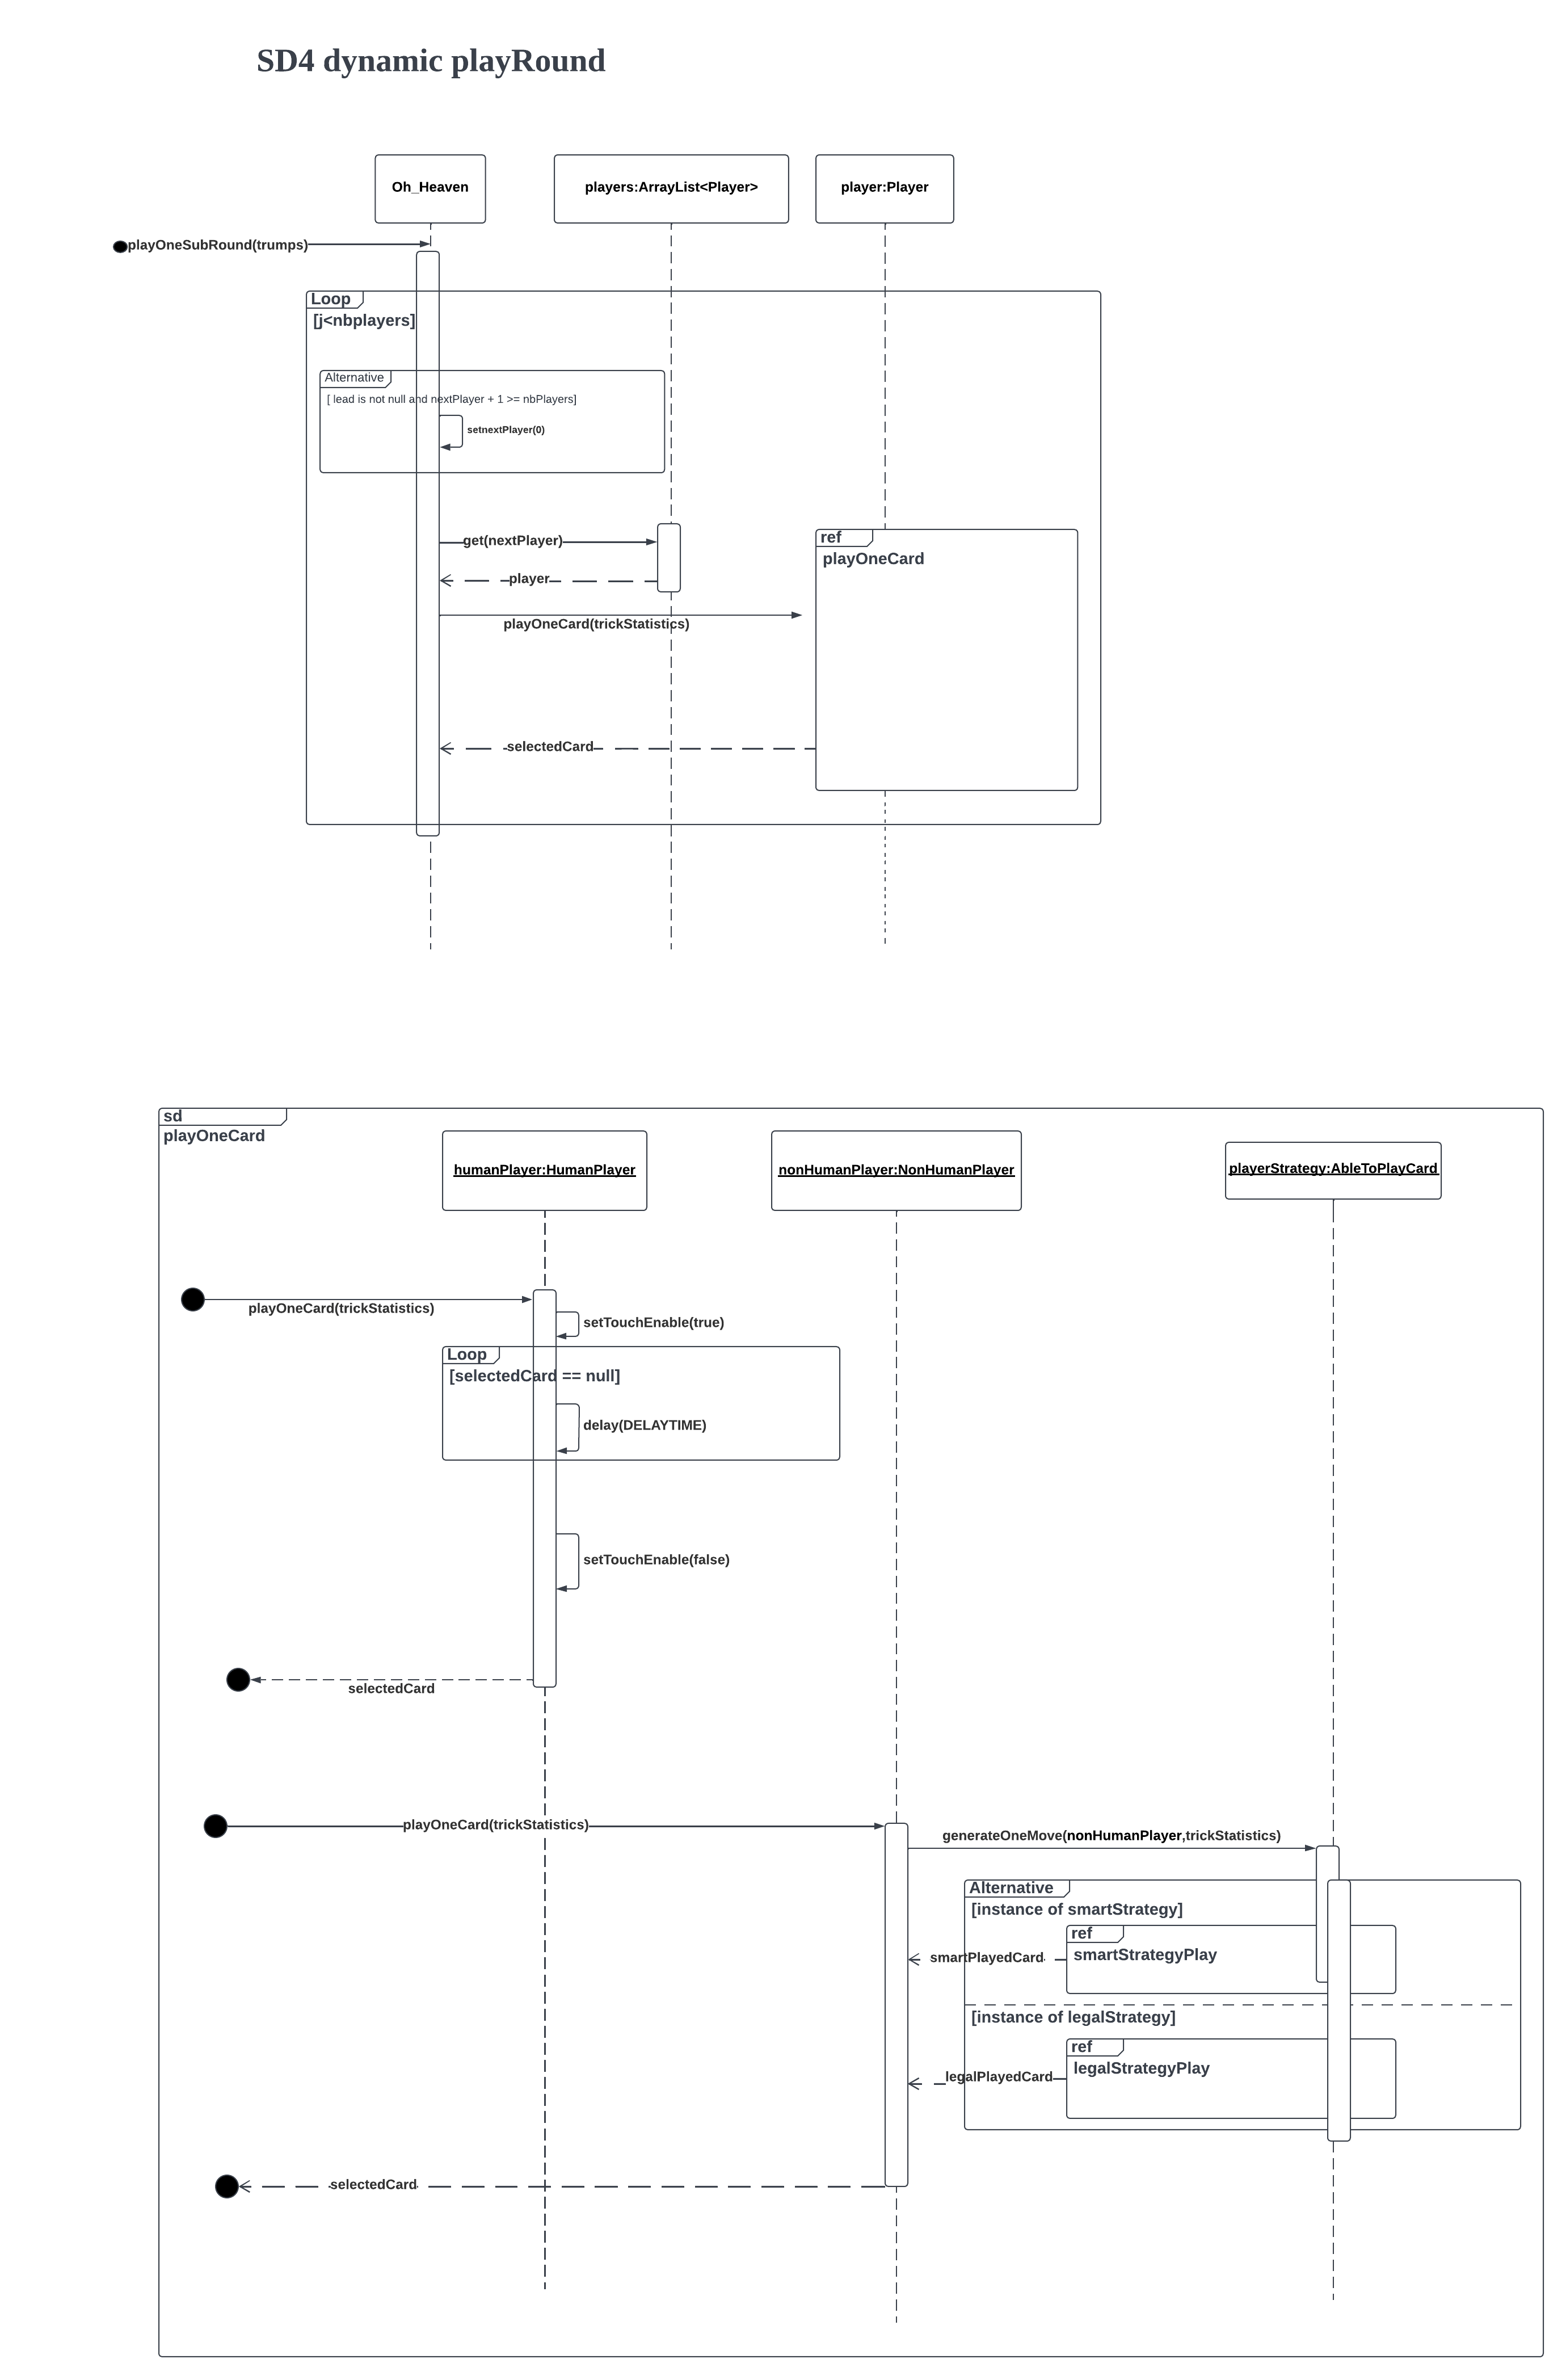 SD4 dynamic playRound
Oh_Heaven
players:ArrayList<Player>
player:Player
playOneSubRound(trumps)
Loop
[j<nbplayers]
Alternative
[ lead is not null and nextPlayer + 1 >= nbPlayers]
setnextPlayer(0)
ref
get(nextPlayer)
playOneCard
player
playOneCard(trickStatistics)
selectedCard
sd
playOneCard
humanPlayer:HumanPlayer
nonHumanPlayer:NonHumanPlayer
playerStrategy:AbleToPlayCard
playOneCard(trickStatistics)
setTouchEnable(true)
Loop
[selectedCard == null]
delay(DELAYTIME)
setTouchEnable(false)
selectedCard
playOneCard(trickStatistics)
generateOneMove(nonHumanPlayer,trickStatistics)
Alternative
[instance of smartStrategy]
ref
smartStrategyPlay
smartPlayedCard
[instance of legalStrategy]
ref
legalStrategyPlay
legalPlayedCard
selectedCard